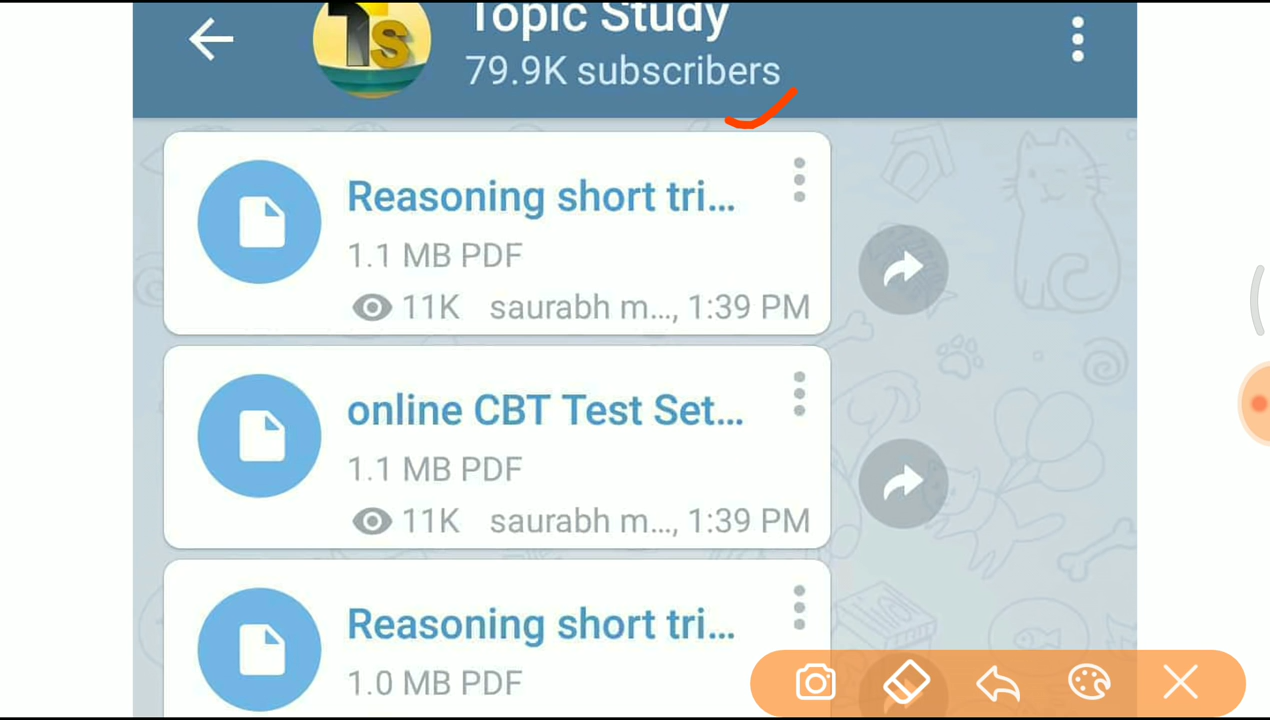 Topic Study
79.9K subscribers
Ts
Reasoning short tri...
1.1 MB PDF
11K saurabh m..., 1:39 PM
online CBT Test Set...
1.1 MB PDF
11K saurabh m..., 1:39 PM
Reasoning short tri...
1.0 MB PDF